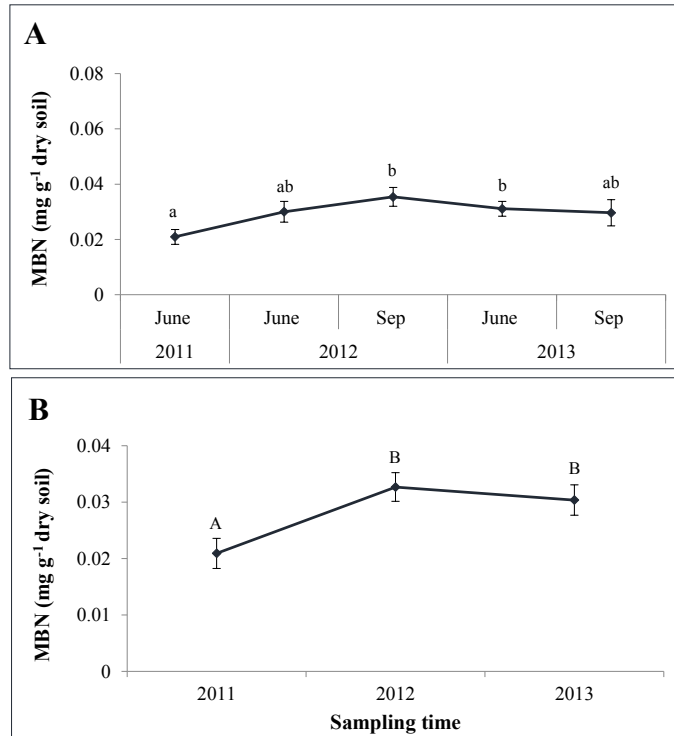 A
MBN (mg g⁻¹ dry soil)
0.08
0.06
0.04
0.02
0
a
ab
b
b
ab
June
June
Sep
June
Sep
2011
2012
2013
B
MBN (mg g⁻¹ dry soil)
0.04
0.03
0.02
0.01
0
A
B
B
2011
2012
2013
Sampling time